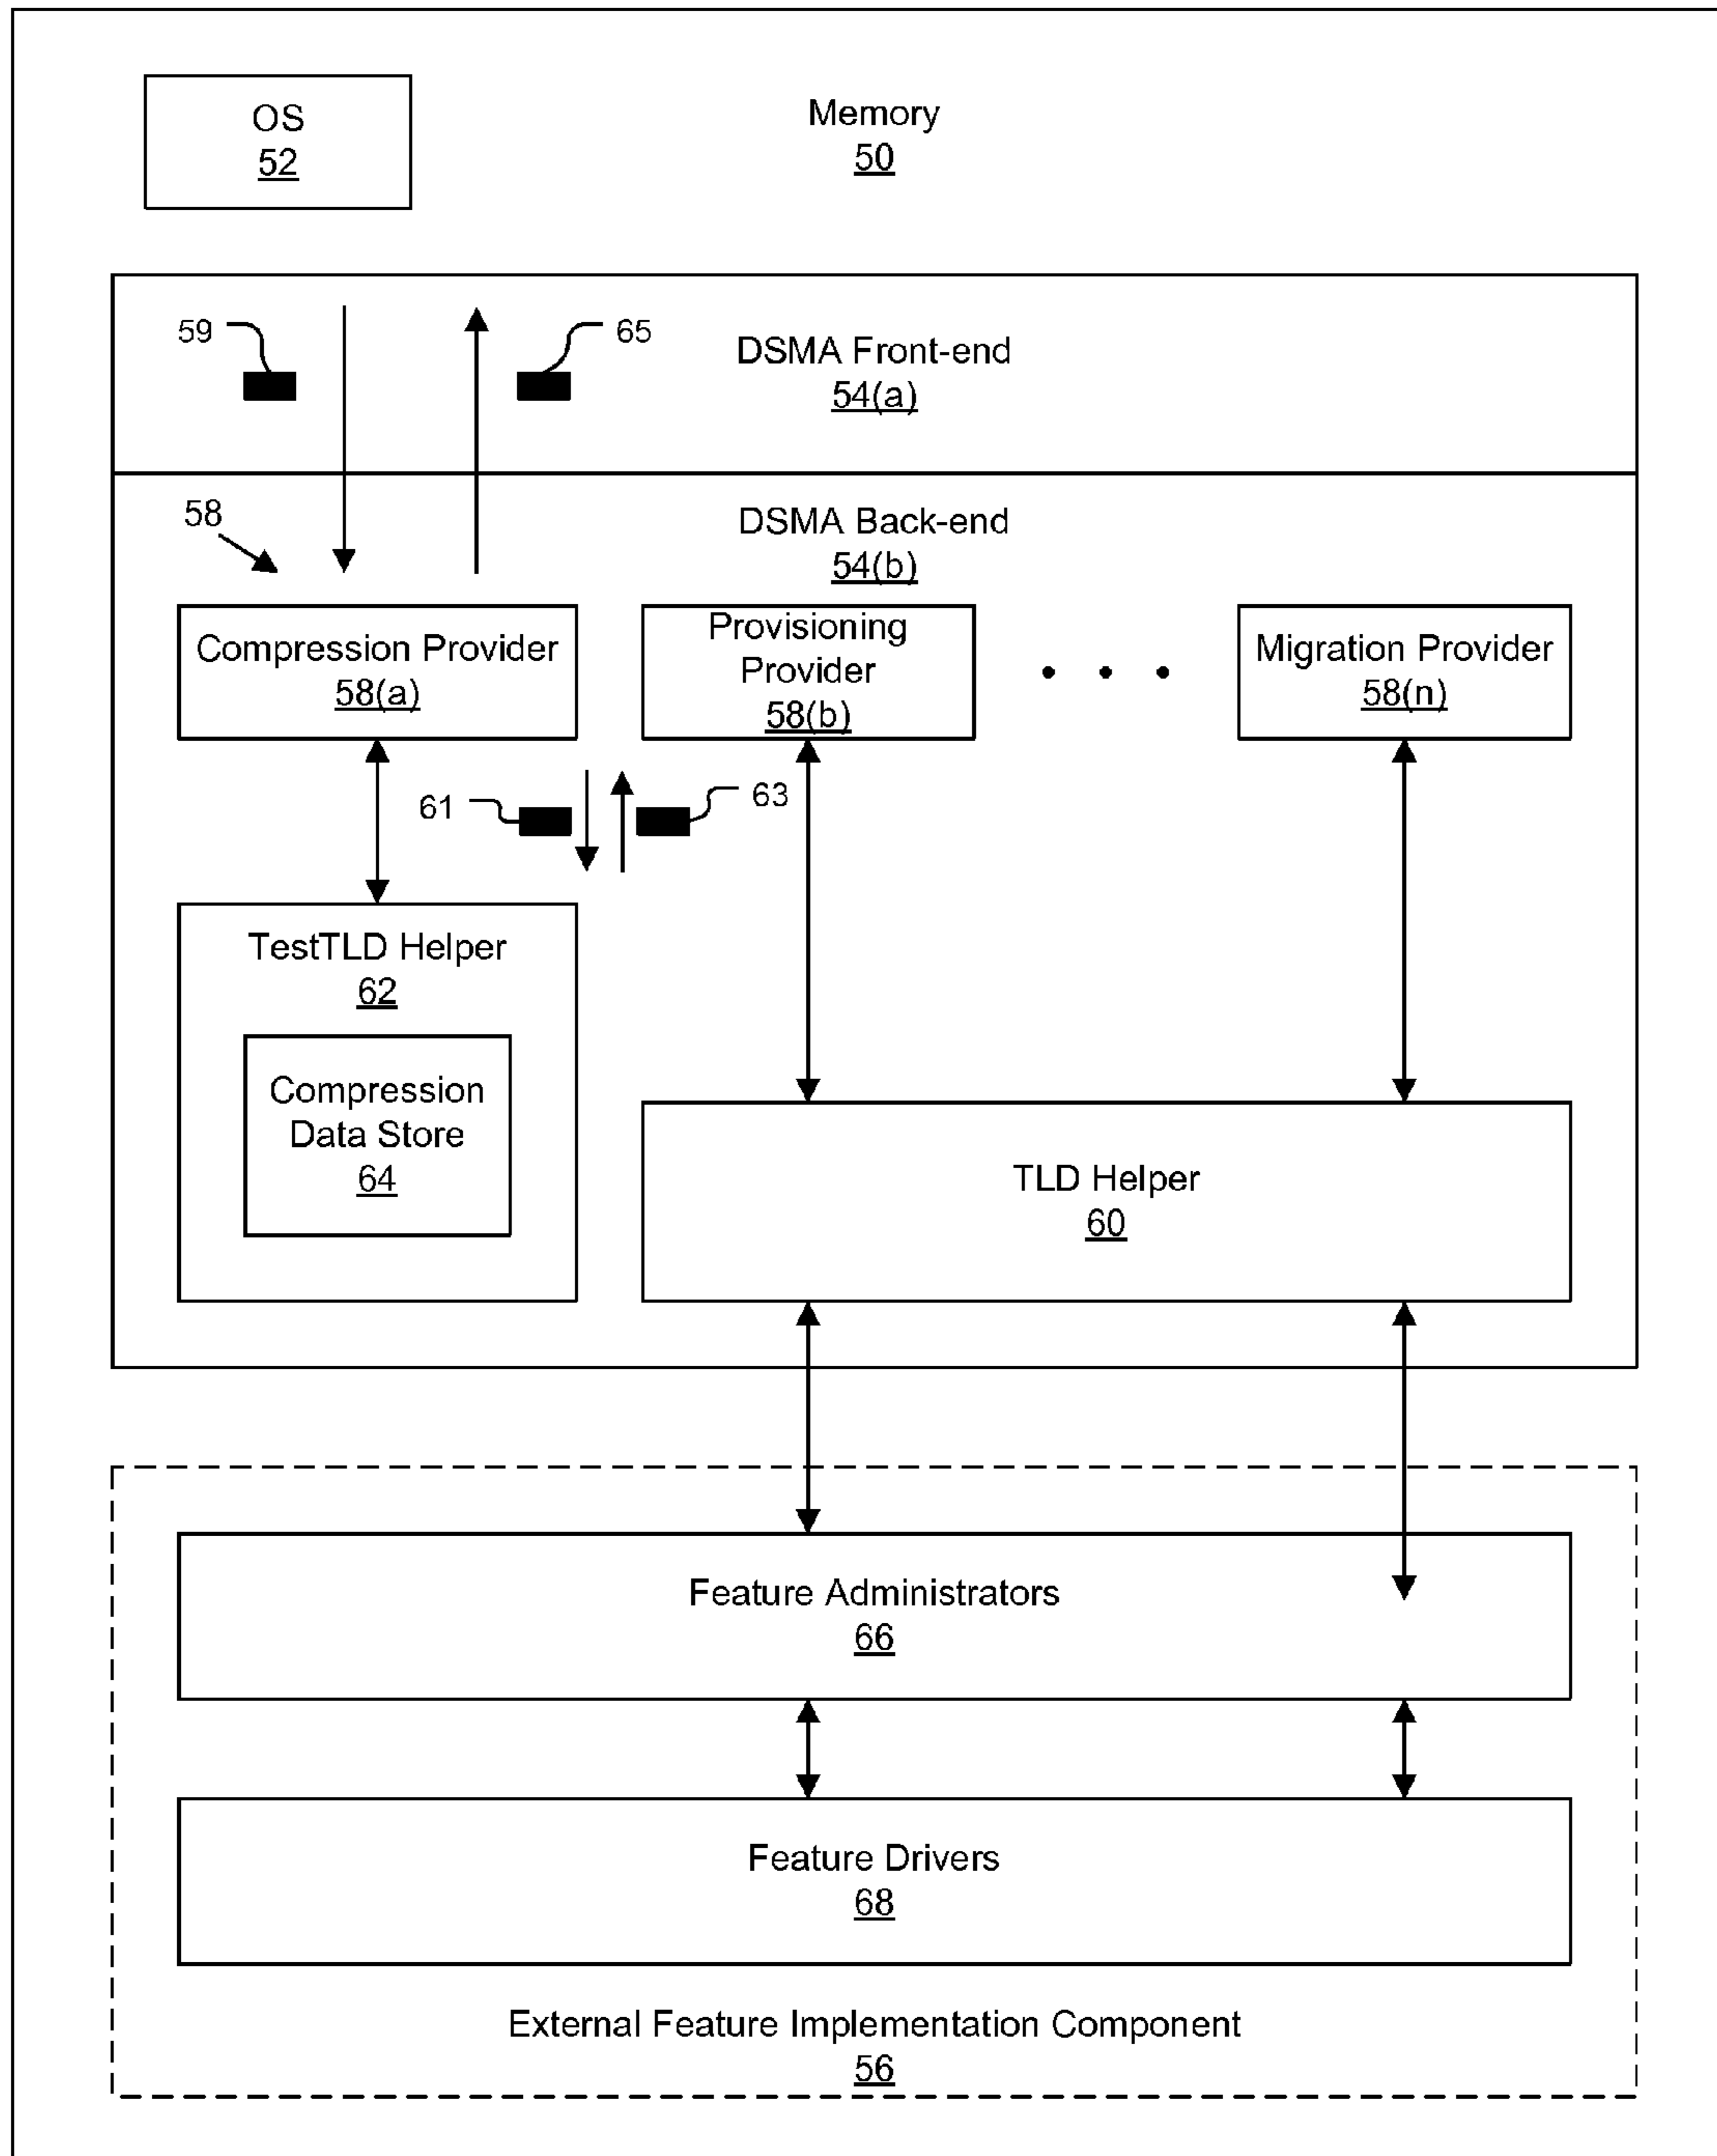 OS
52
Memory
50
59
65
DSMA Front-end
54(a)
58
DSMA Back-end
54(b)
Compression Provider
58(a)
Provisioning
Provider
58(b)
Migration Provider
58(n)
61
63
TestTLD Helper
62
Compression
Data Store
64
TLD Helper
60
Feature Administrators
66
Feature Drivers
68
External Feature Implementation Component
56